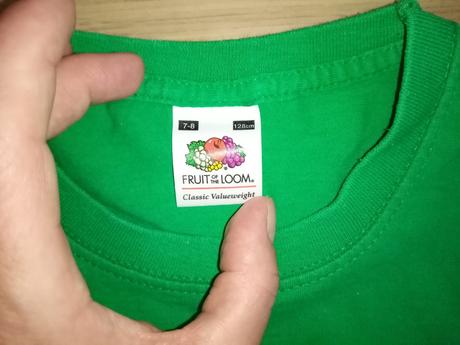 7-8 128cm
FRUIT OF THE LOOM®
Classic Valueweight